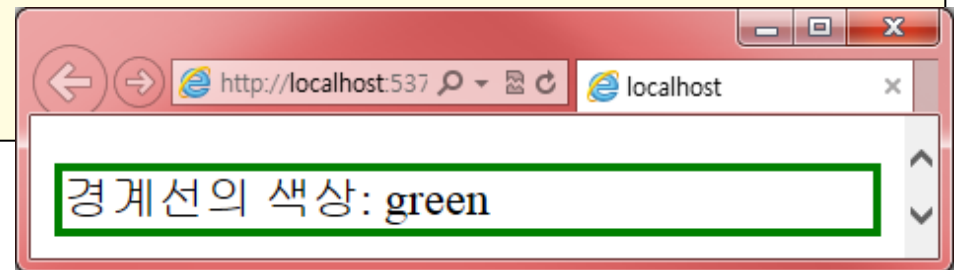 http://localhost:537
localhost
경계선의 색상: green